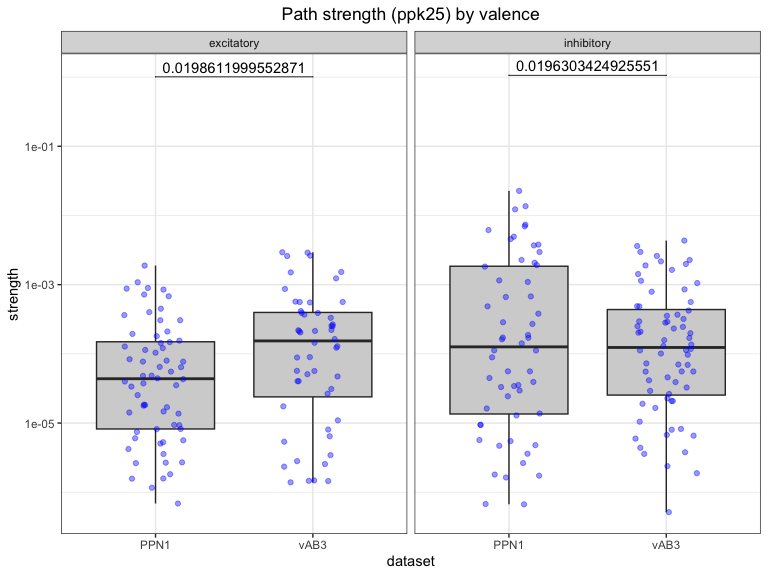 Path strength (ppk25) by valence
excitatory
inhibitory
0.0198611999552871
0.0196303424925551
1e-01
1e-03
1e-05
strength
PPN1
vAB3
PPN1
vAB3
dataset